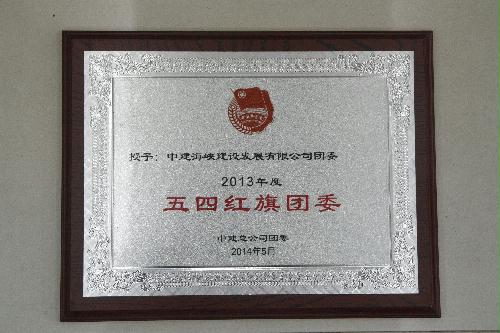 授予：中建海峡建设发展有限公司团委
2013年度
五四红旗团委
中建总公司团委
2014年5月